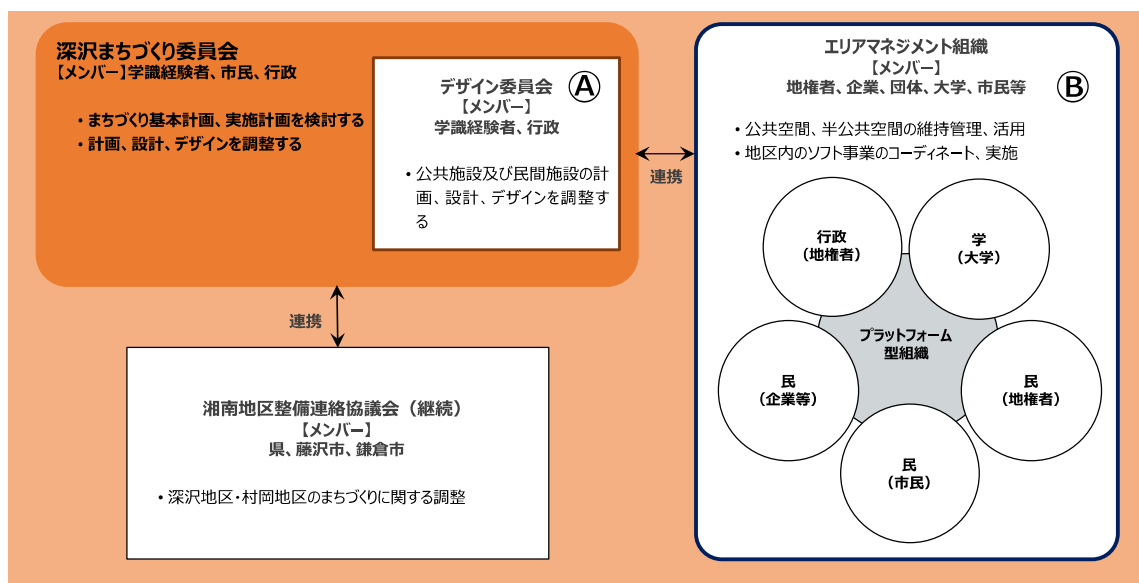 深沢まちづくり委員会
【メンバー】学識経験者、市民、行政
・まちづくり基本計画、実施計画を検討する
・計画、設計、デザインを調整する
デザイン委員会
Ⓐ
【メンバー】
学識経験者、行政
・公共施設及び民間施設の計
画、設計、デザインを調整す
る
連携
エリアマネジメント組織
【メンバー】
地権者、企業、団体、大学、市民等
Ⓑ
・公共空間、半公共空間の維持管理、活用
・地区内のソフト事業のコーディネート、実施
行政
（地権者）
学
（大学）
プラットフォーム
型組織
民
（企業等）
民
（地権者）
民
（市民）
連携
湘南地区整備連絡協議会（継続）
【メンバー】
県、藤沢市、鎌倉市
・深沢地区・村岡地区のまちづくりに関する調整